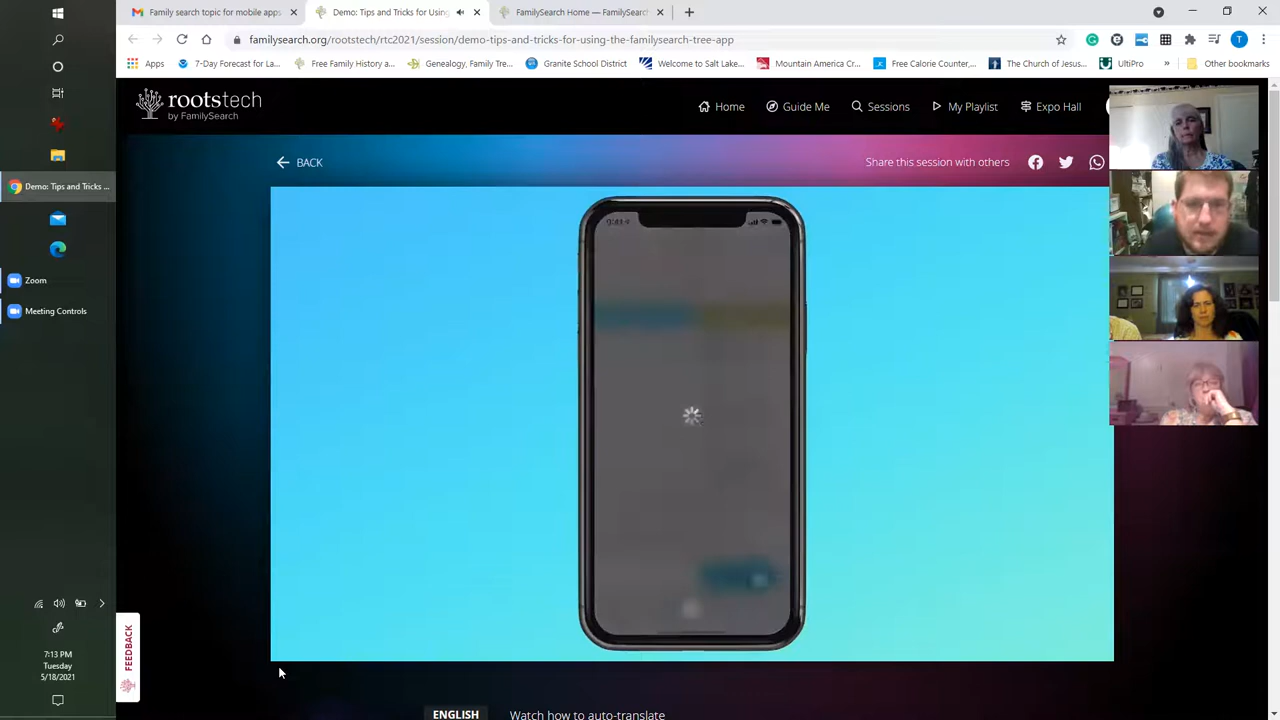 Family search topic for mobile apps
Demo: Tips and Tricks for Using
FamilySearch Home — FamilySearch
familysearch.org/rootstech/rtc2021/session/demo-tips-and-tricks-for-using-the-familysearch-tree-app
T
Apps
7-Day Forecast for La...
Free Family History a...
Genealogy, Family Tre...
Granite School District
Welcome to Salt Lake...
Mountain America Cr...
Free Calorie Counter,...
The Church of Jesus...
UltiPro
»
Other bookmarks
rootstech
by FamilySearch
Home
Guide Me
Sessions
My Playlist
Expo Hall
BACK
Share this session with others
9:41
Demo: Tips and Tricks ...
Zoom
Meeting Controls
7:13 PM
Tuesday
5/18/2021
FEEDBACK
ENGLISH
Watch how to auto-translate